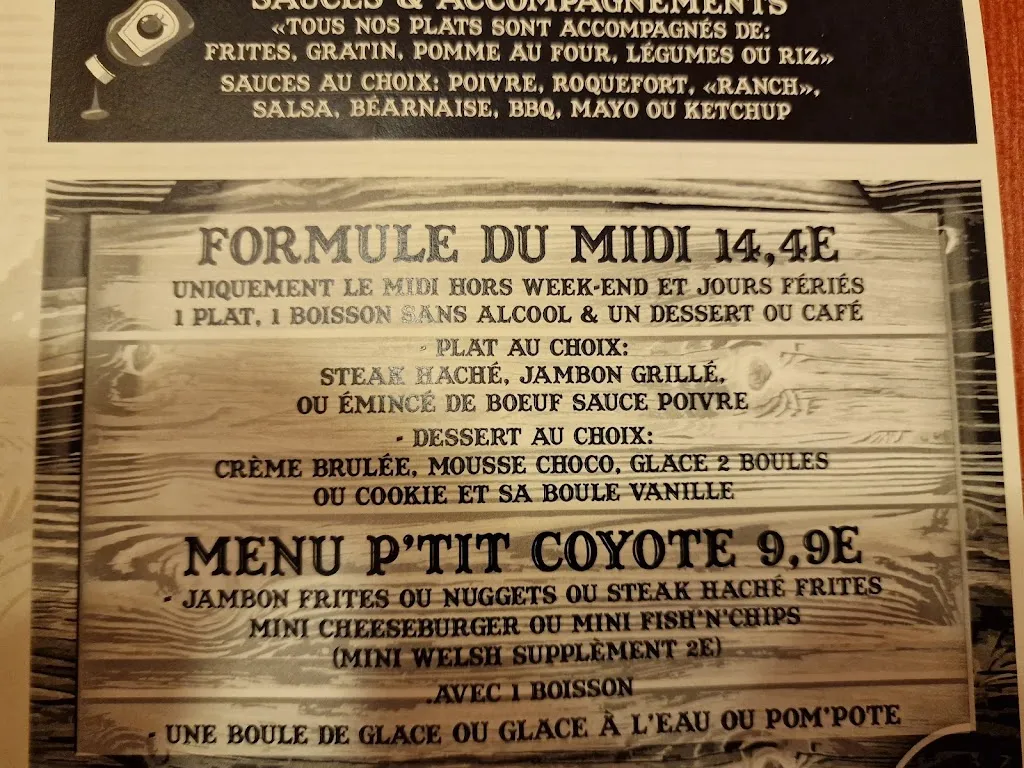 SAUCES & ACCOMPAGNEMENTS
«TOUS NOS PLATS SONT ACCOMPAGNÉS DE:
FRITES, GRATIN, POMME AU FOUR, LÉGUMES OU RIZ»
SAUCES AU CHOIX: POIVRE, ROQUEFORT, «RANCH»,
SALSA, BÉARNAISE, BBQ, MAYO OU KETCHUP
FORMULE DU MIDI 14,4E
UNIQUEMENT LE MIDI HORS WEEK-END ET JOURS FÉRIÉS
1 PLAT, 1 BOISSON SANS ALCOOL & UN DESSERT OU CAFÉ
- PLAT AU CHOIX:
STEAK HACHÉ, JAMBON GRILLÉ,
OU ÉMINCÉ DE BOEUF SAUCE POIVRE
- DESSERT AU CHOIX:
CRÈME BRULÉE, MOUSSE CHOCO, GLACE 2 BOULES
OU COOKIE ET SA BOULE VANILLE
MENU P'TIT COYOTE 9,9E
- JAMBON FRITES OU NUGGETS OU STEAK HACHÉ FRITES
MINI CHEESEBURGER OU MINI FISH'N'CHIPS
(MINI WELSH SUPPLÈMENT 2E)
.AVEC 1 BOISSON
- UNE BOULE DE GLACE OU GLACE À L'EAU OU POM'POTE